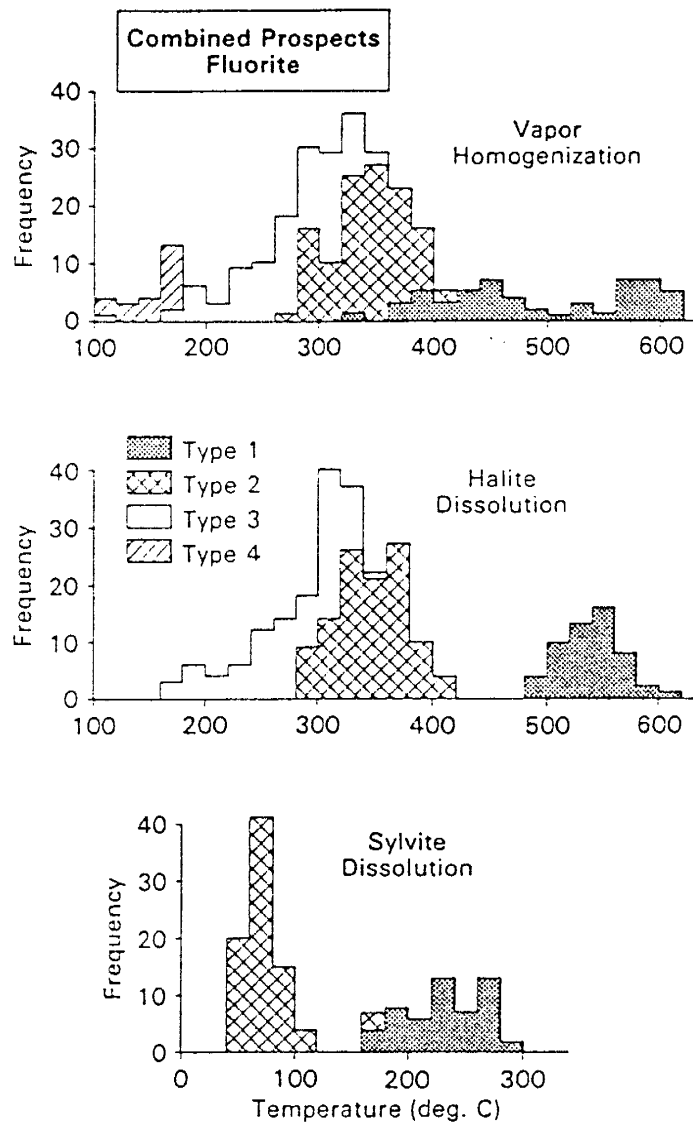 Combined Prospects
Fluorite
Vapor
Homogenization
Frequency
40
30
20
10
0
100 200 300 400 500 600
Type 1
Type 2
Type 3
Type 4
Halite
Dissolution
Frequency
40
30
20
10
0
100 200 300 400 500 600
Sylvite
Dissolution
Frequency
40
30
20
10
0
0 100 200 300
Temperature (deg. C)